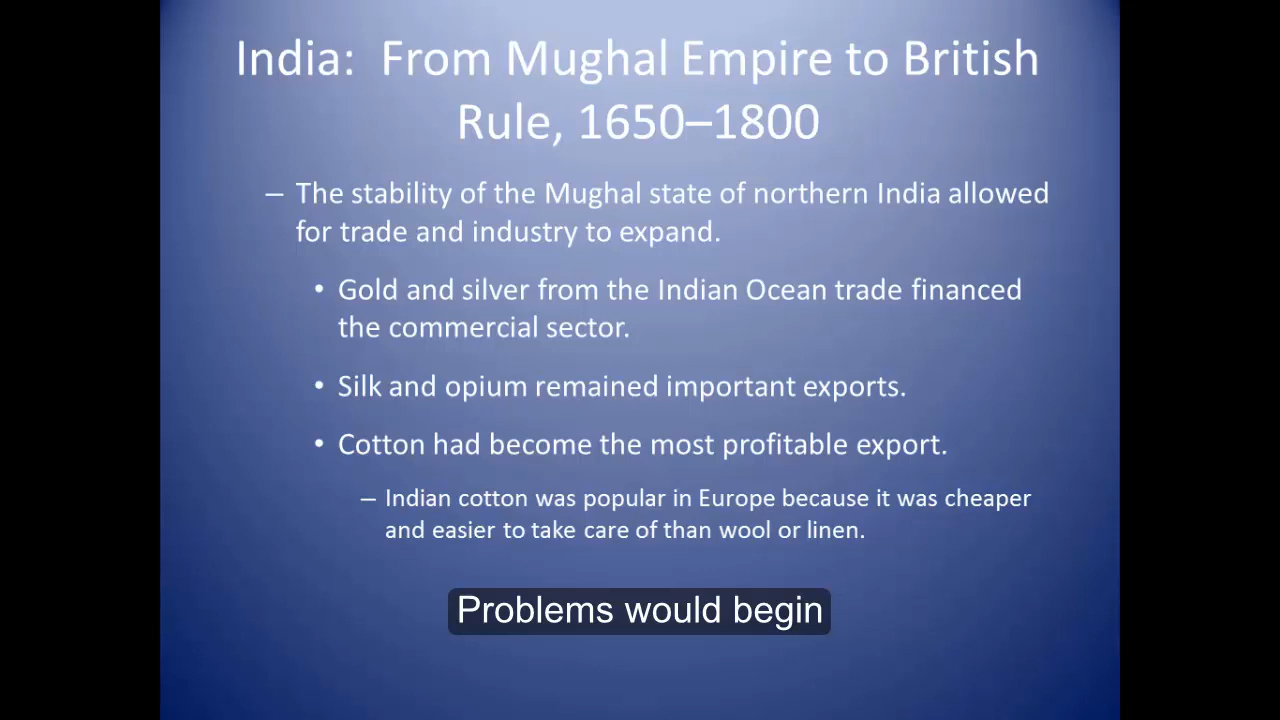 India:  From Mughal Empire to British
Rule, 1650–1800
– The stability of the Mughal state of northern India allowed
for trade and industry to expand.
• Gold and silver from the Indian Ocean trade financed
the commercial sector.
• Silk and opium remained important exports.
• Cotton had become the most profitable export.
– Indian cotton was popular in Europe because it was cheaper
and easier to take care of than wool or linen.
Problems would begin